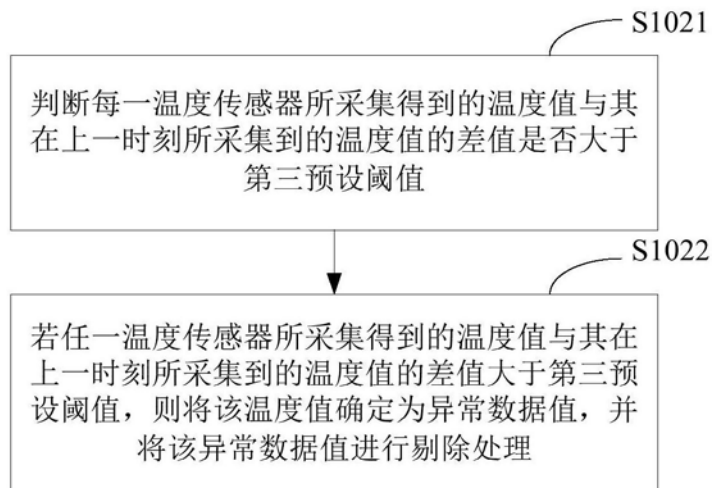 S1021
判断每一温度传感器所采集得到的温度值与其
在上一时刻所采集到的温度值的差值是否大于
第三预设阈值
S1022
若任一温度传感器所采集得到的温度值与其在
上一时刻所采集到的温度值的差值大于第三预
设阈值，则将该温度值确定为异常数据值，并
将该异常数据值进行剔除处理